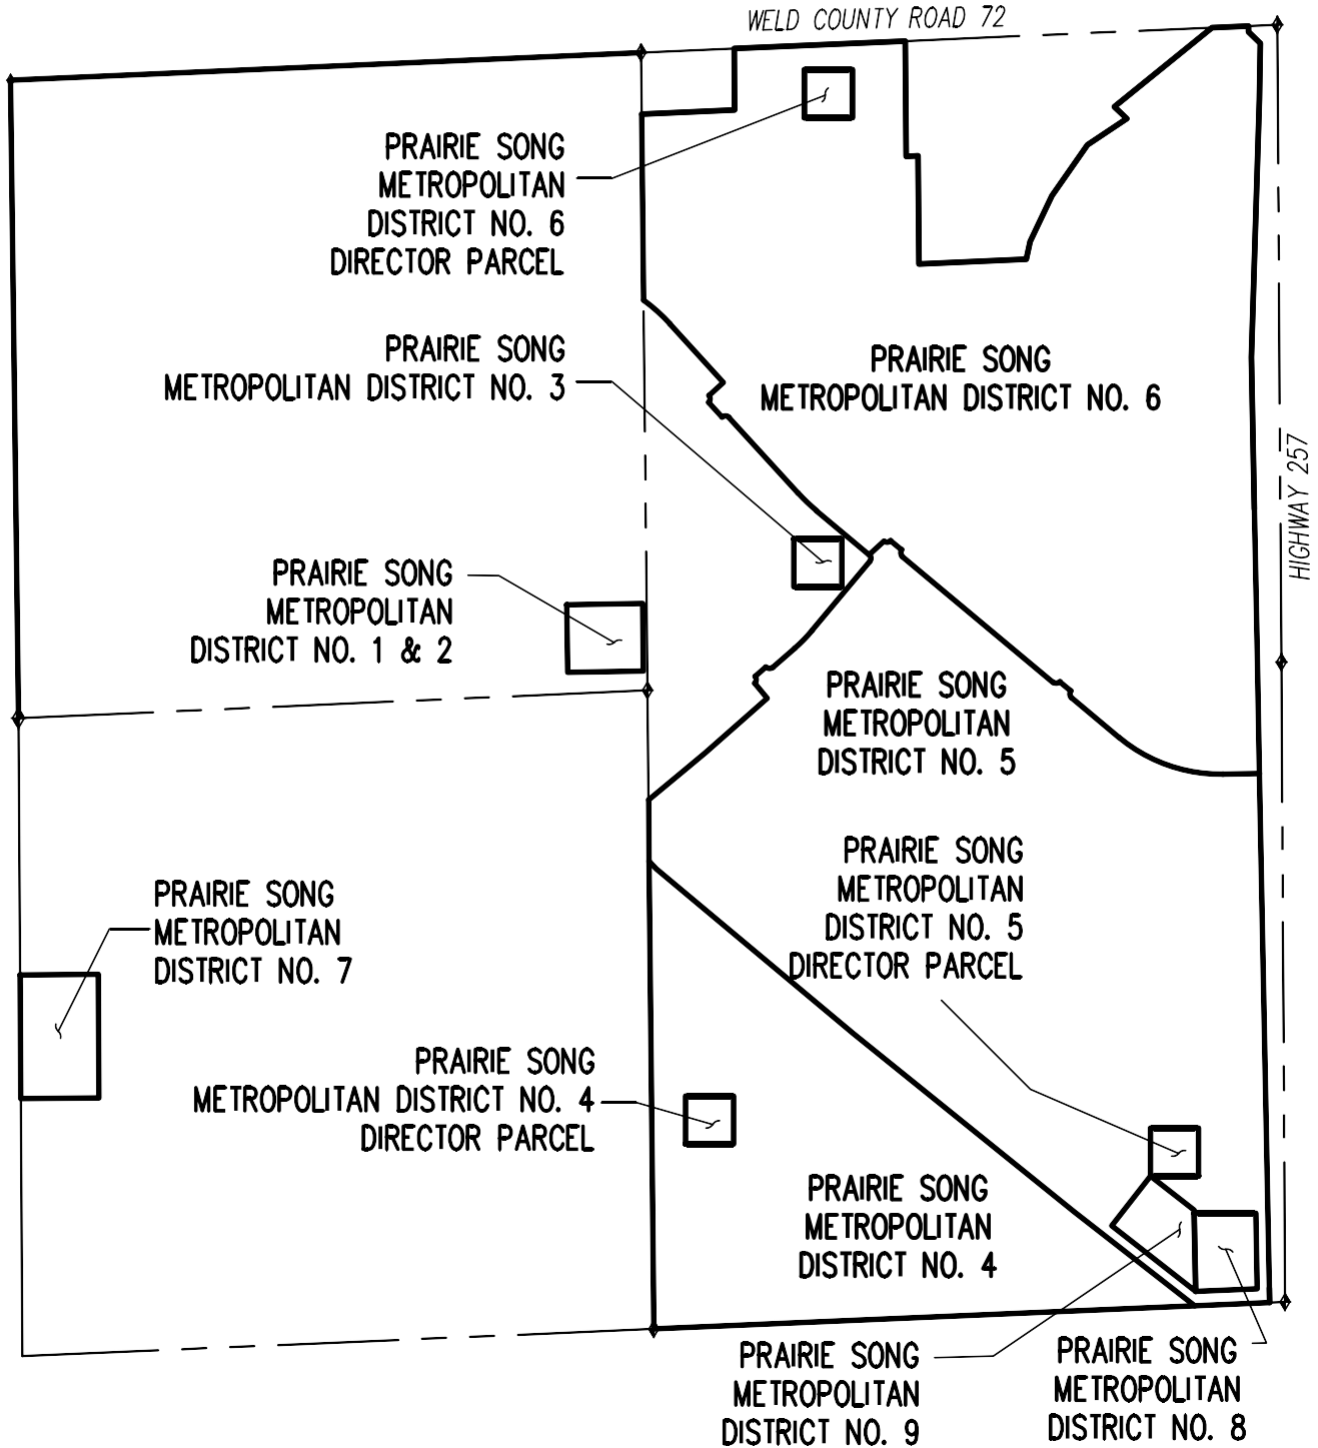 WELD COUNTY ROAD 72
PRAIRIE SONG
METROPOLITAN
DISTRICT NO. 6
DIRECTOR PARCEL
PRAIRIE SONG
METROPOLITAN DISTRICT NO. 3
PRAIRIE SONG
METROPOLITAN DISTRICT NO. 6
HIGHWAY 257
PRAIRIE SONG
METROPOLITAN
DISTRICT NO. 1 & 2
PRAIRIE SONG
METROPOLITAN
DISTRICT NO. 5
PRAIRIE SONG
METROPOLITAN
DISTRICT NO. 5
DIRECTOR PARCEL
PRAIRIE SONG
METROPOLITAN
DISTRICT NO. 7
PRAIRIE SONG
METROPOLITAN DISTRICT NO. 4
DIRECTOR PARCEL
PRAIRIE SONG
METROPOLITAN
DISTRICT NO. 4
PRAIRIE SONG
METROPOLITAN
DISTRICT NO. 9
PRAIRIE SONG
METROPOLITAN
DISTRICT NO. 8